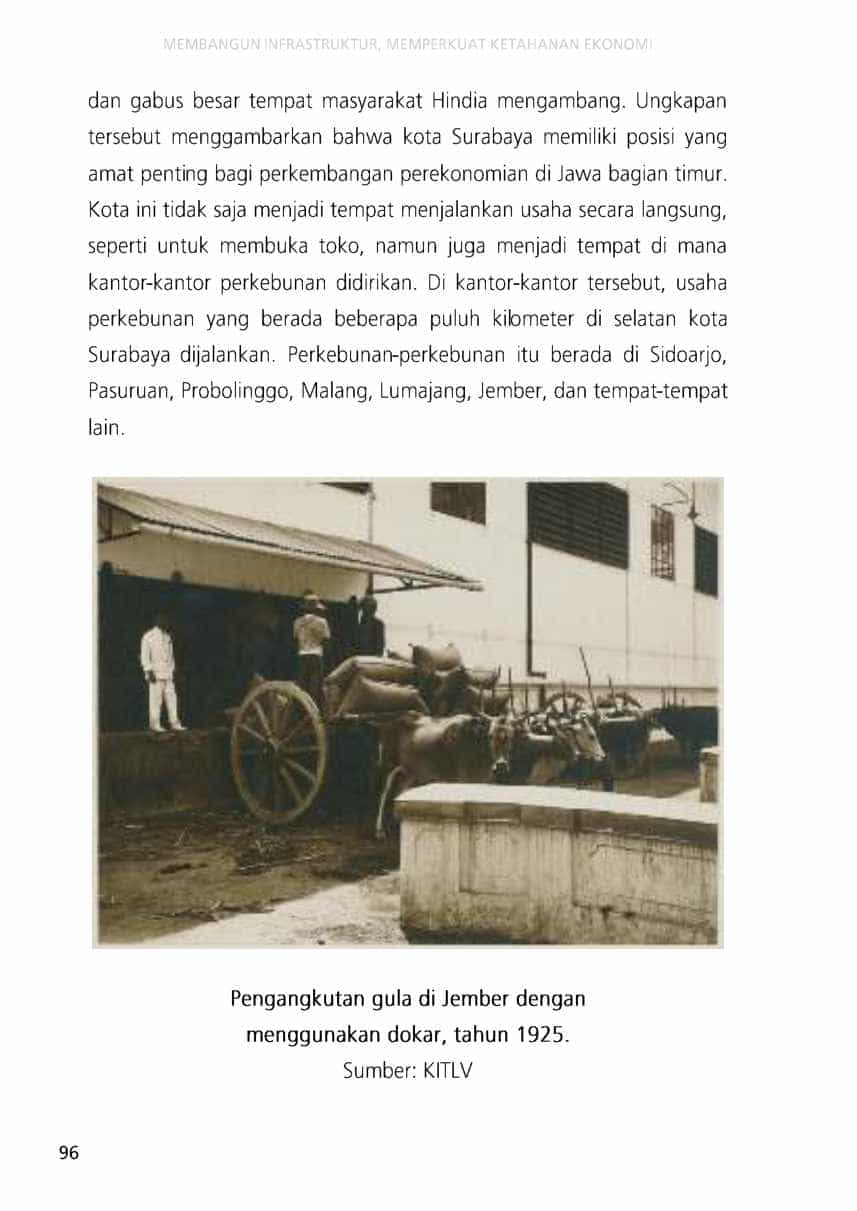 MEMBANGUN INFRASTRUKTUR, MEMPERKUAT KETAHANAN EKONOMI
dan gabus besar tempat masyarakat Hindia mengambang. Ungkapan
tersebut menggambarkan bahwa kota Surabaya memiliki posisi yang
amat penting bagi perkembangan perekonomian di Jawa bagian timur.
Kota ini tidak saja menjadi tempat menjalankan usaha secara langsung,
seperti untuk membuka toko, namun juga menjadi tempat di mana
kantor-kantor perkebunan didirikan. Di kantor-kantor tersebut, usaha
perkebunan yang berada beberapa puluh kilometer di selatan kota
Surabaya dijalankan. Perkebunan-perkebunan itu berada di Sidoarjo,
Pasuruan, Probolinggo, Malang, Lumajang, Jember, dan tempat-tempat
lain.
Pengangkutan gula di Jember dengan
menggunakan dokar, tahun 1925.
Sumber: KITLV
96